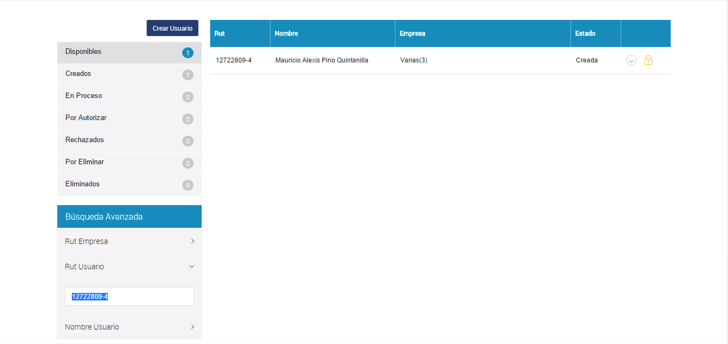 Crear Usuario
Disponibles 1
Creados 1
En Proceso 0
Por Autorizar 0
Rechazados 0
Por Eliminar 0
Eliminados 9
Búsqueda Avanzada
Rut Empresa
Rut Usuario
12722809-4
Nombre Usuario
Rut Nombre Empresa Estado
12722809-4 Mauricio Alexis Pino Quintanilla Varias(3) Creada